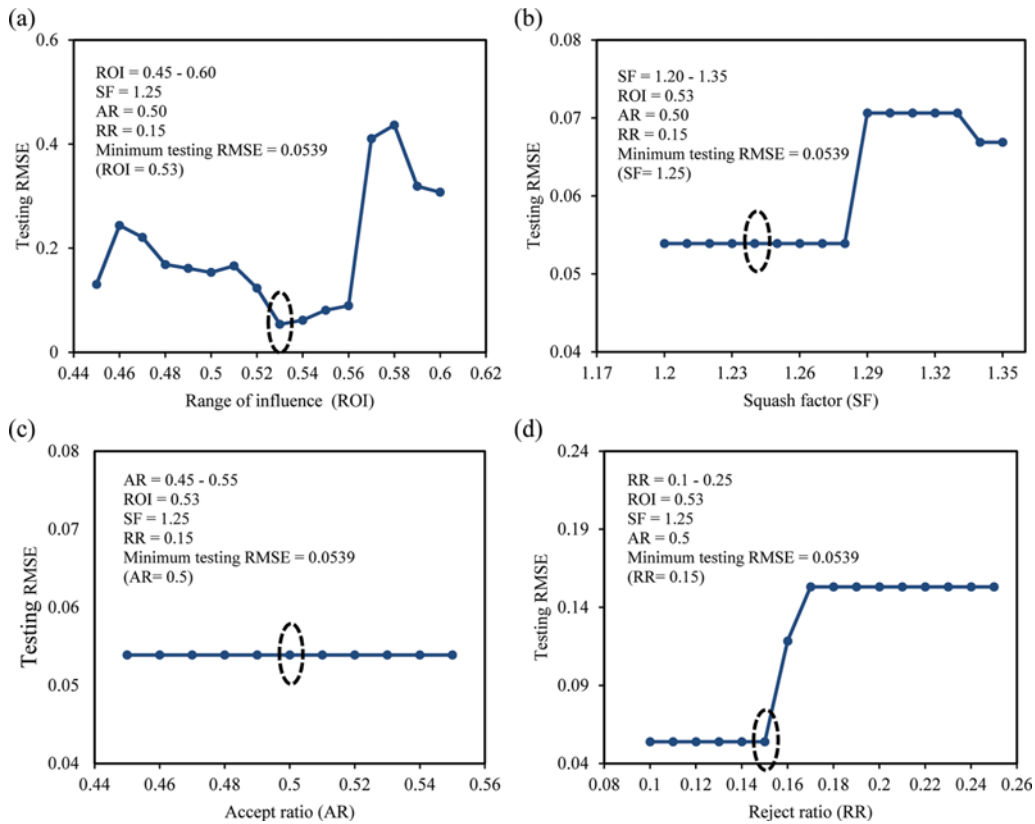 (a)
0.6
0.4
0.2
0
Testing RMSE
ROI = 0.45 - 0.60
SF = 1.25
AR = 0.50
RR = 0.15
Minimum testing RMSE = 0.0539
(ROI = 0.53)
0.44 0.46 0.48 0.5 0.52 0.54 0.56 0.58 0.6 0.62
Range of influence (ROI)
(b)
0.08
0.07
0.06
0.05
0.04
Testing RMSE
SF = 1.20 - 1.35
ROI = 0.53
AR = 0.50
RR = 0.15
Minimum testing RMSE = 0.0539
(SF= 1.25)
1.17 1.2 1.23 1.26 1.29 1.32 1.35
Squash factor (SF)
(c)
0.08
0.07
0.06
0.05
0.04
Testing RMSE
AR = 0.45 - 0.55
ROI = 0.53
SF = 1.25
RR = 0.15
Minimum testing RMSE = 0.0539
(AR= 0.5)
0.44 0.46 0.48 0.5 0.52 0.54 0.56
Accept ratio (AR)
(d)
0.24
0.19
0.14
0.09
0.04
Testing RMSE
RR = 0.1 - 0.25
ROI = 0.53
SF = 1.25
AR = 0.5
Minimum testing RMSE = 0.0539
(RR= 0.15)
0.08 0.1 0.12 0.14 0.16 0.18 0.2 0.22 0.24 0.26
Reject ratio (RR)